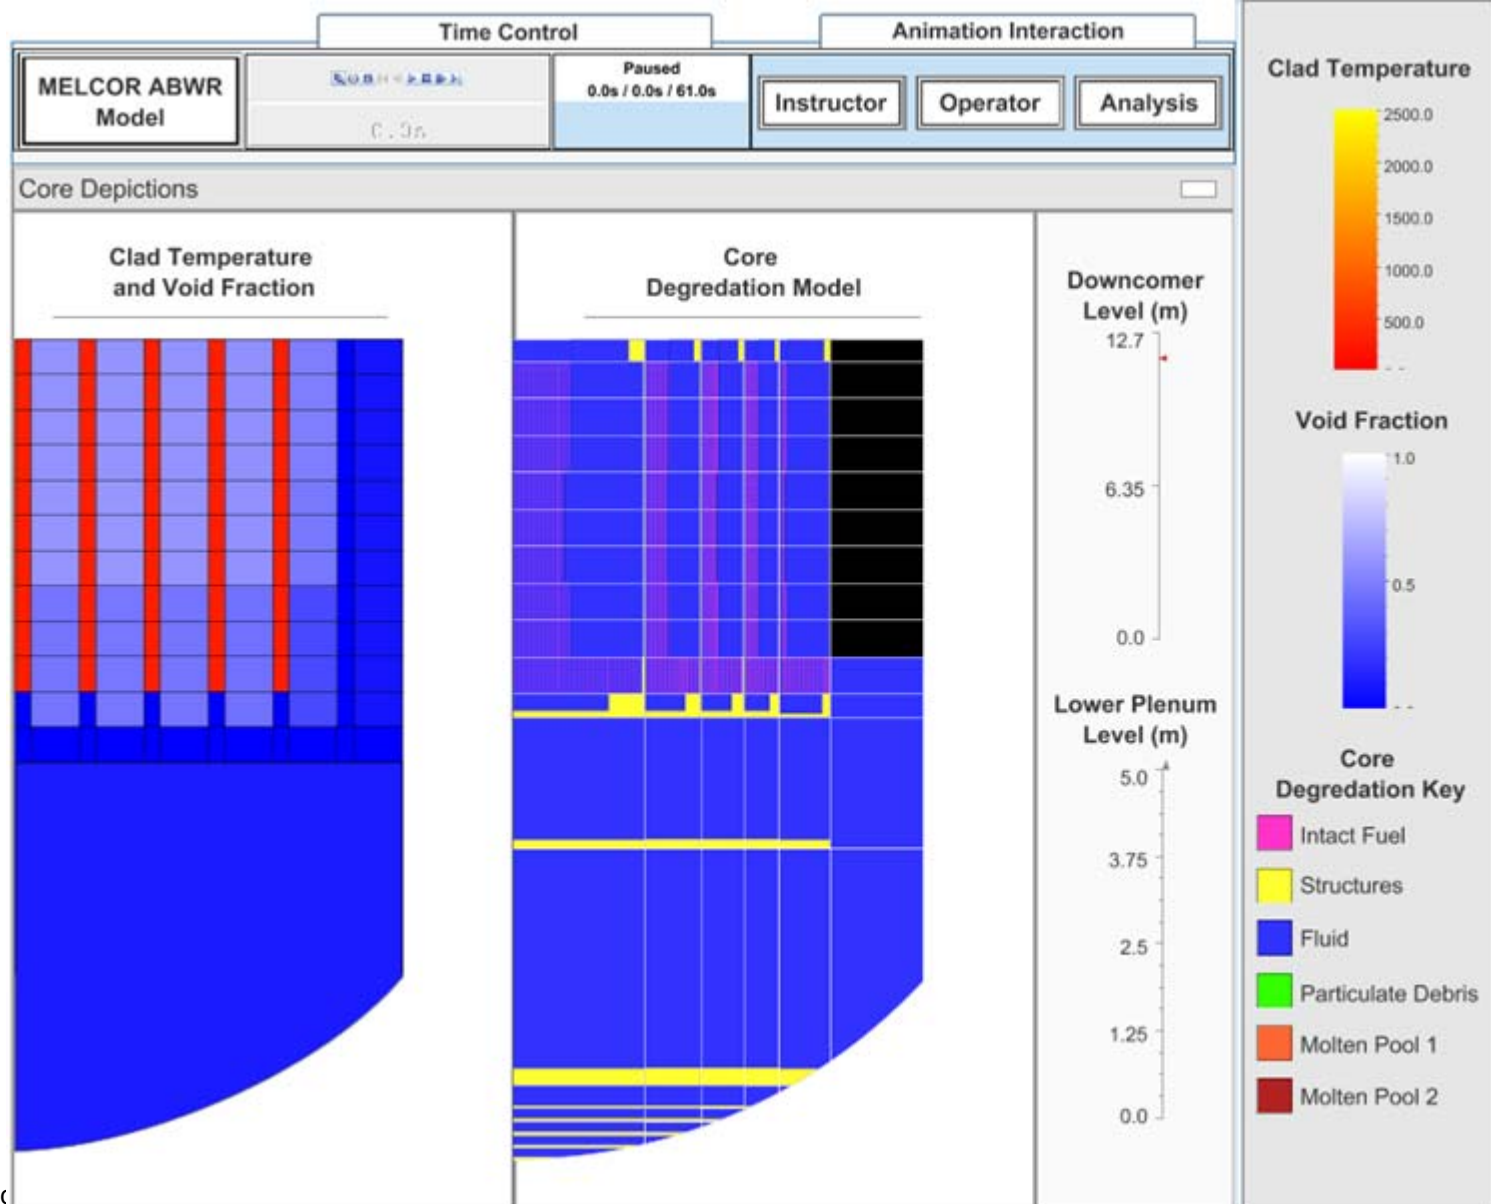 Time Control
Animation Interaction
MELCOR ABWR
Model
Paused
0.0s / 0.0s / 61.0s
Instructor
Operator
Analysis
Core Depictions
Clad Temperature
and Void Fraction
Core
Degredation Model
Downcomer
Level (m)
12.7
6.35
0.0
Lower Plenum
Level (m)
5.0
3.75
2.5
1.25
0.0
Clad Temperature
2500.0
2000.0
1500.0
1000.0
500.0
Void Fraction
1.0
0.5
Core
Degredation Key
Intact Fuel
Structures
Fluid
Particulate Debris
Molten Pool 1
Molten Pool 2